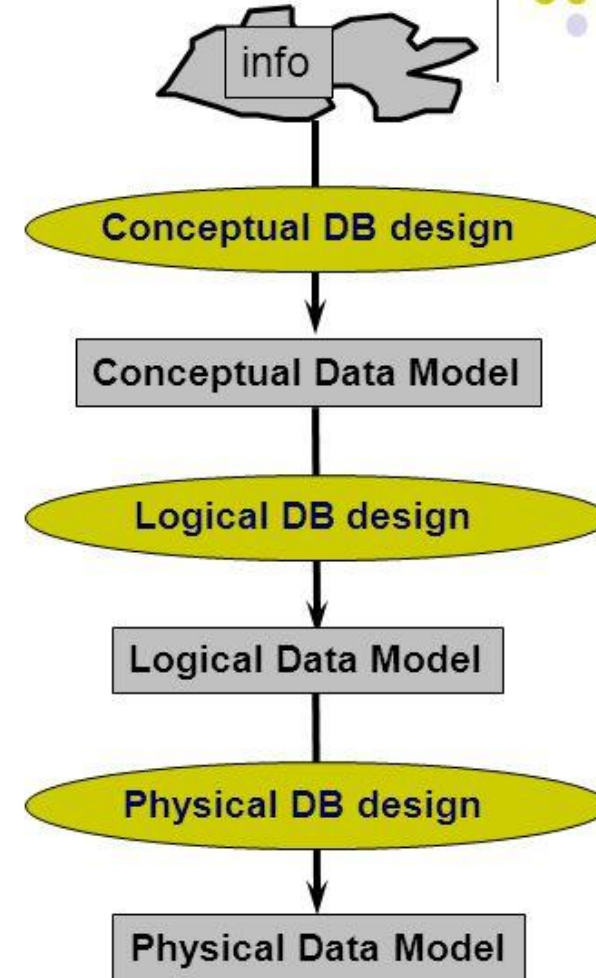 info
Conceptual DB design
Conceptual Data Model
Logical DB design
Logical Data Model
Physical DB design
Physical Data Model